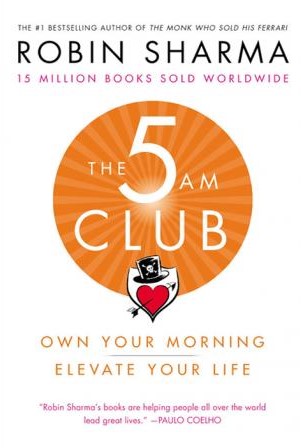 THE #1 BESTSELLING AUTHOR OF THE MONK WHO SOLD HIS FERRARI
ROBIN SHARMA
15 MILLION BOOKS SOLD WORLDWIDE
THE 5 AM
CLUB
OWN YOUR MORNING
ELEVATE YOUR LIFE
“Robin Sharma's books are helping people all over the world
lead great lives.” —PAULO COELHO